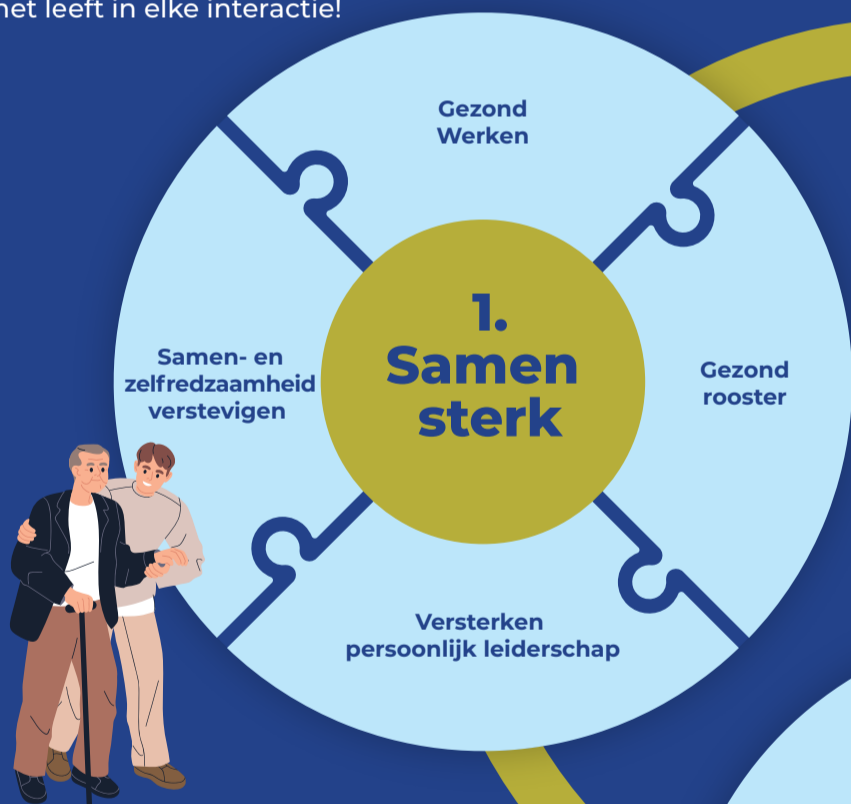 het leeft in elke interactie!
Gezond
Werken
1.
Samen
sterk
Samen- en
zelfredzaamheid
verstevigen
Gezond
rooster
Versterken
persoonlijk leiderschap